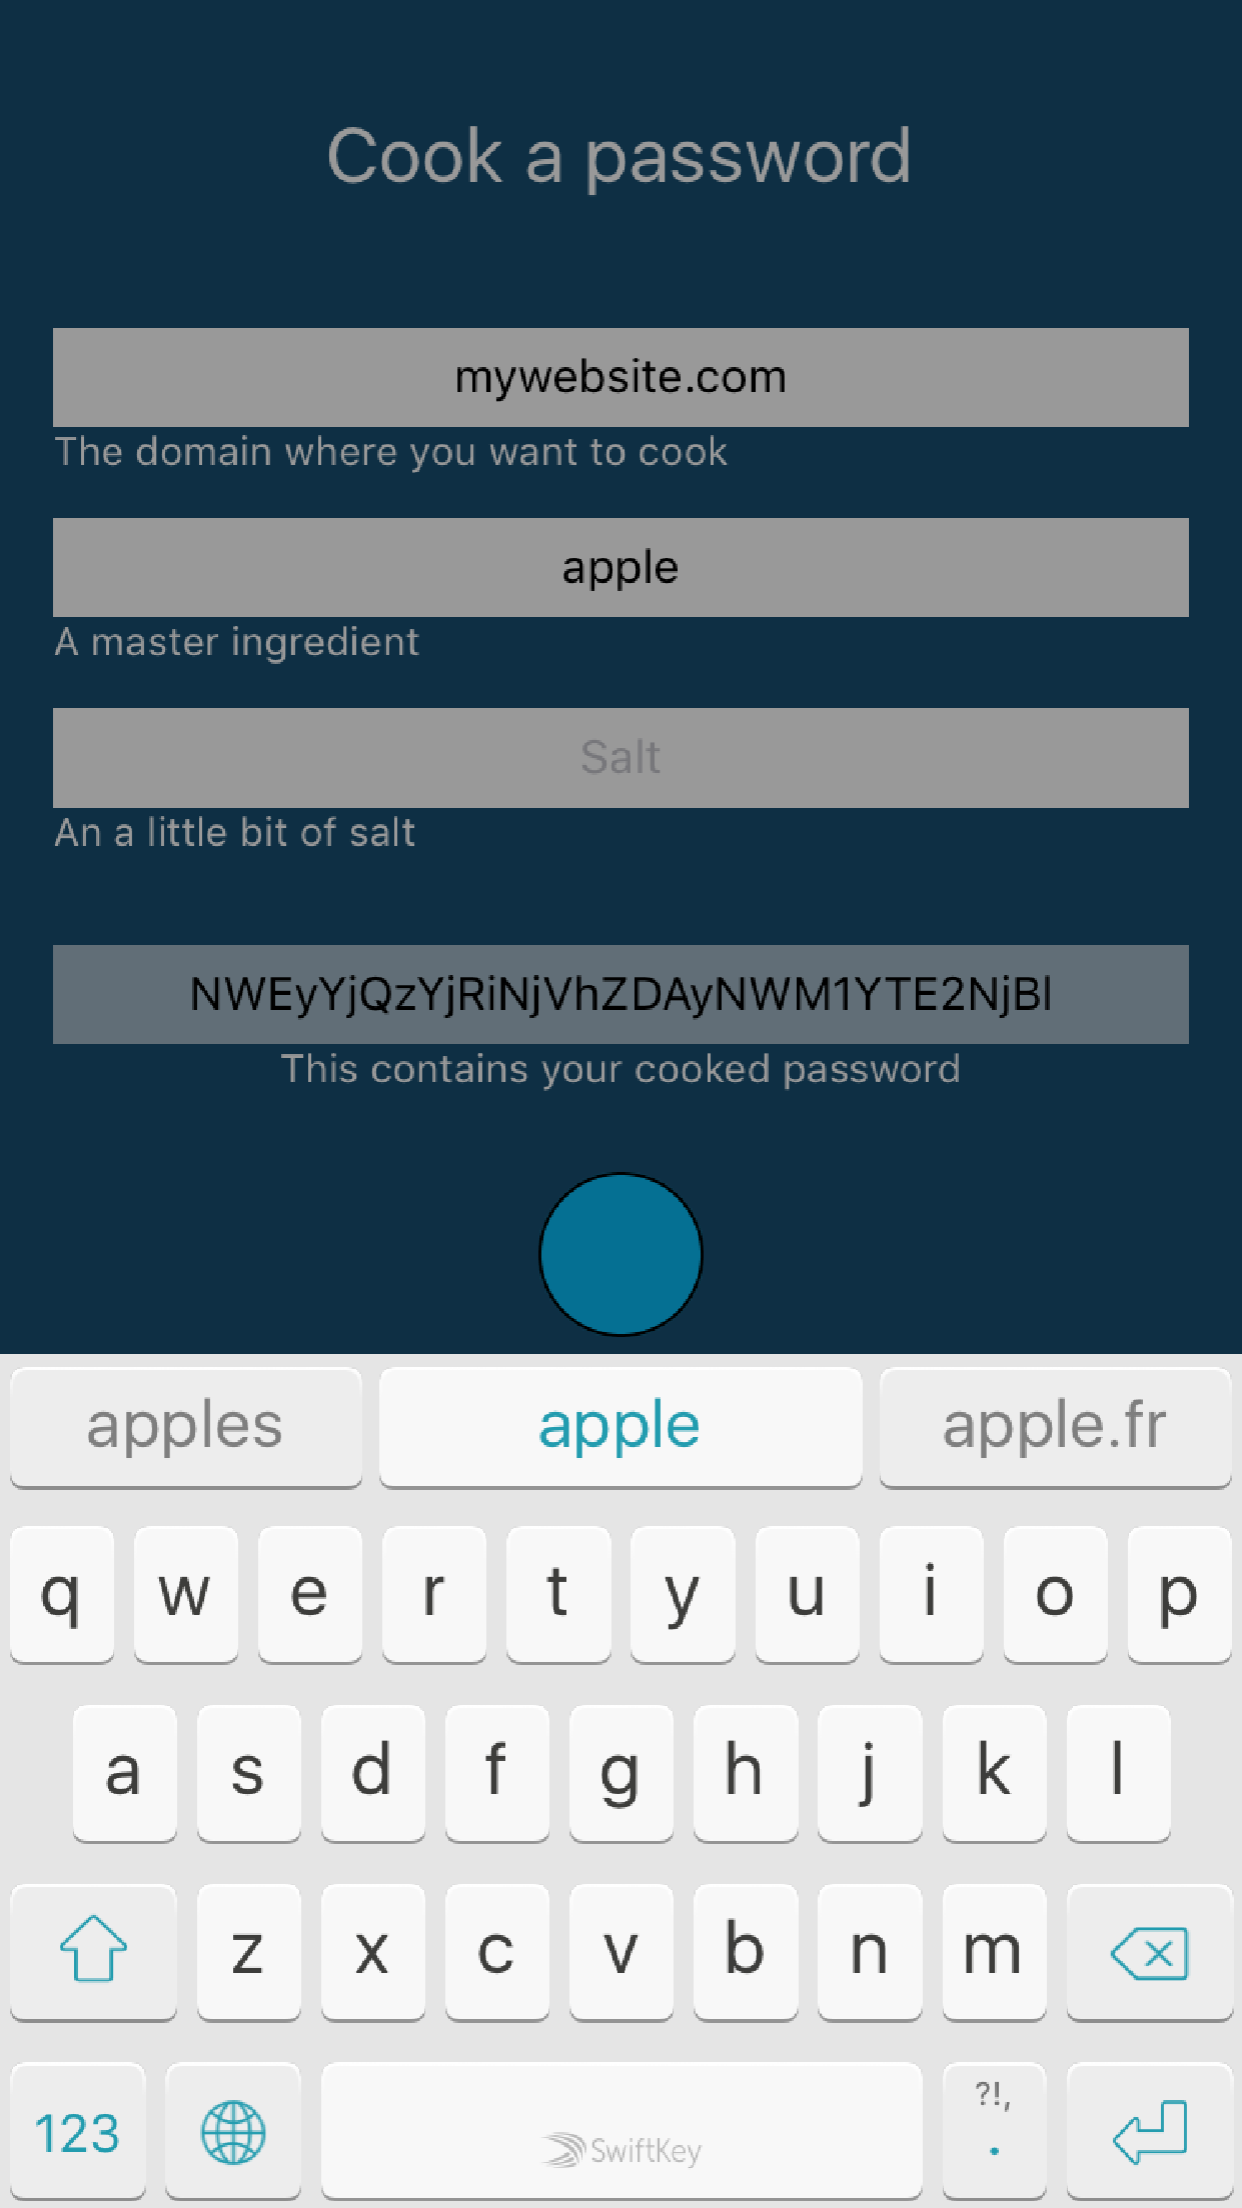 Cook a password
mywebsite.com
The domain where you want to cook
apple
A master ingredient
Salt
An a little bit of salt
NWEyYjQzYjRiNjVhZDAyNWM1YTE2NjBl
This contains your cooked password
apples apple apple.fr
q w e r t y u i o p
a s d f g h j k l
z x c v b n m
?!,
123 SwiftKey .